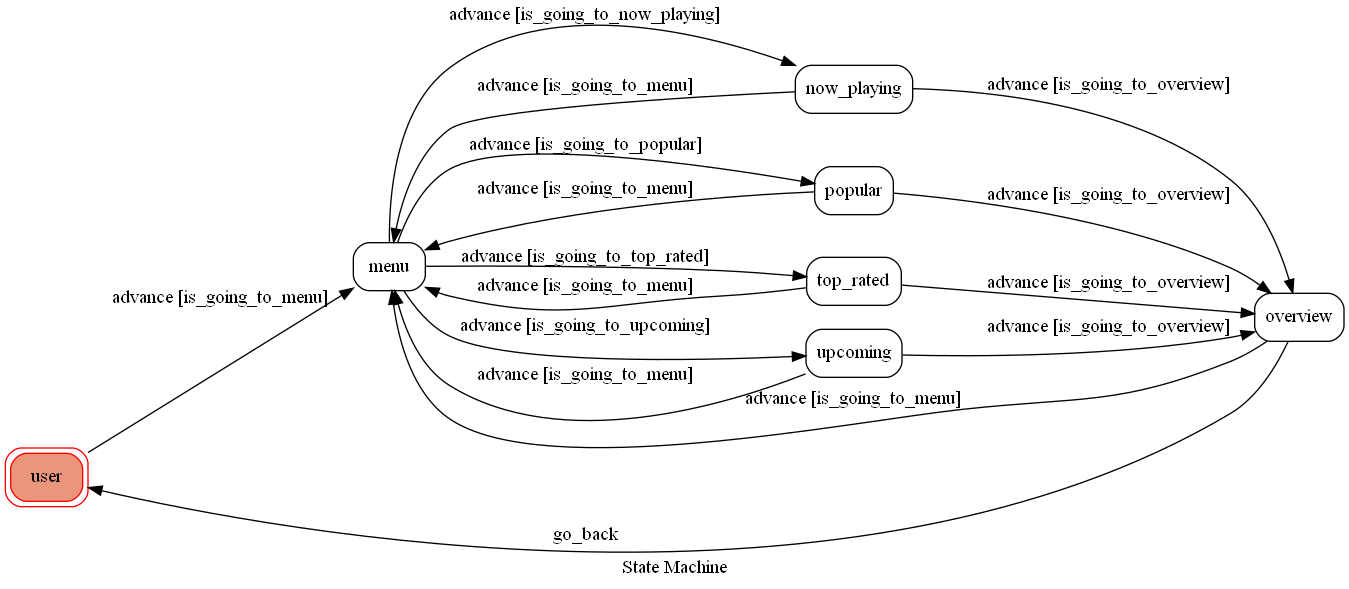 advance [is_going_to_now_playing]
advance [is_going_to_menu]
now_playing
advance [is_going_to_overview]
advance [is_going_to_popular]
advance [is_going_to_menu]
popular
advance [is_going_to_overview]
menu
advance [is_going_to_top_rated]
advance [is_going_to_menu]
top_rated
advance [is_going_to_overview]
advance [is_going_to_menu]
advance [is_going_to_upcoming]
upcoming
advance [is_going_to_overview]
overview
advance [is_going_to_menu]
advance [is_going_to_menu]
user
go_back
State Machine